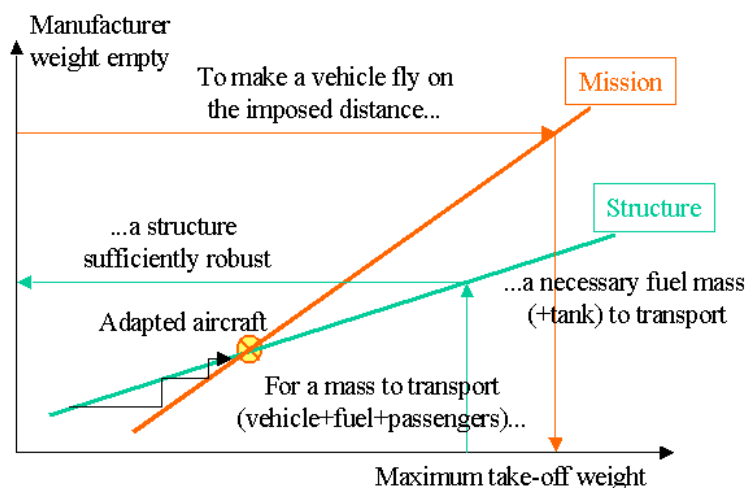 Manufacturer
weight empty
To make a vehicle fly on
the imposed distance...
Mission
Structure
...a structure
sufficiently robust
...a necessary fuel mass
(+tank) to transport
Adapted aircraft
For a mass to transport
(vehicle+fuel+passengers)...
Maximum take-off weight